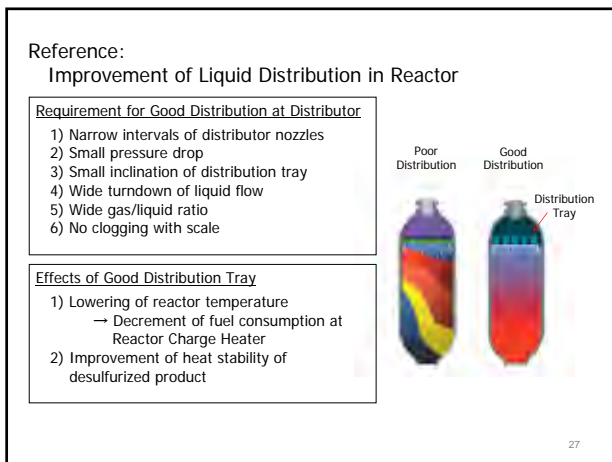 Reference:
Improvement of Liquid Distribution in Reactor
Requirement for Good Distribution at Distributor
1) Narrow intervals of distributor nozzles
2) Small pressure drop
3) Small inclination of distribution tray
4) Wide turndown of liquid flow
5) Wide gas/liquid ratio
6) No clogging with scale
Effects of Good Distribution Tray
1) Lowering of reactor temperature
→ Decrement of fuel consumption at
Reactor Charge Heater
2) Improvement of heat stability of
desulfurized product
Poor
Distribution
Good
Distribution
Distribution
Tray
27